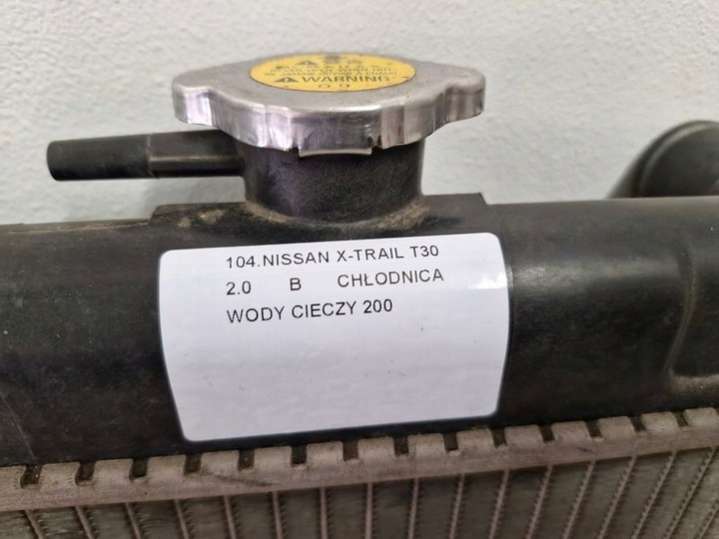 WARNING
104.NISSAN X-TRAIL T30
2.0 B CHŁODNICA
WODY CIECZY 200